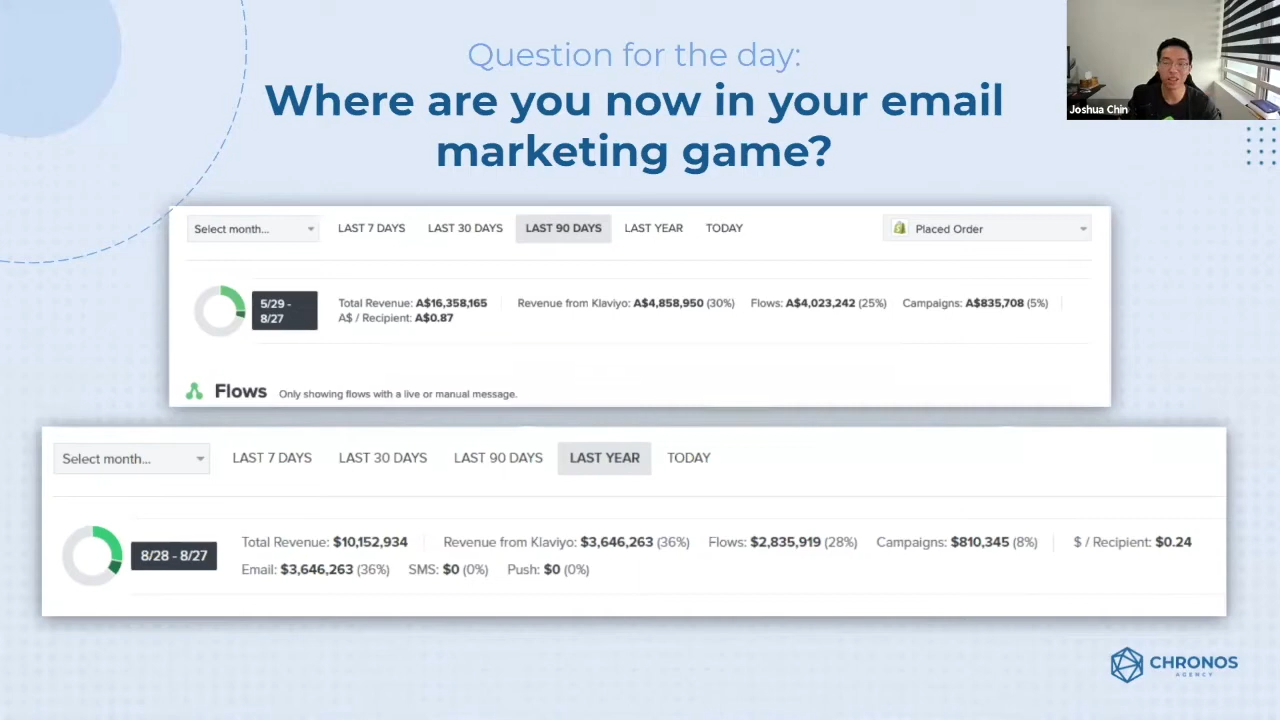 Question for the day:
Where are you now in your email
marketing game?
Joshua Chin
Select month...
LAST 7 DAYS
LAST 30 DAYS
LAST 90 DAYS
LAST YEAR
TODAY
Placed Order
5/29 -
8/27
Total Revenue: A$16,358,165
Revenue from Klaviyo: A$4,858,950 (30%)
Flows: A$4,023,242 (25%)
Campaigns: A$835,708 (5%)
A$ / Recipient: A$0.87
Flows
Only showing flows with a live or manual message.
Select month...
LAST 7 DAYS
LAST 30 DAYS
LAST 90 DAYS
LAST YEAR
TODAY
8/28 - 8/27
Total Revenue: $10,152,934
Revenue from Klaviyo: $3,646,263 (36%)
Flows: $2,835,919 (28%)
Campaigns: $810,345 (8%)
$ / Recipient: $0.24
Email: $3,646,263 (36%)
SMS: $0 (0%)
Push: $0 (0%)
CHRONOS
AGENCY